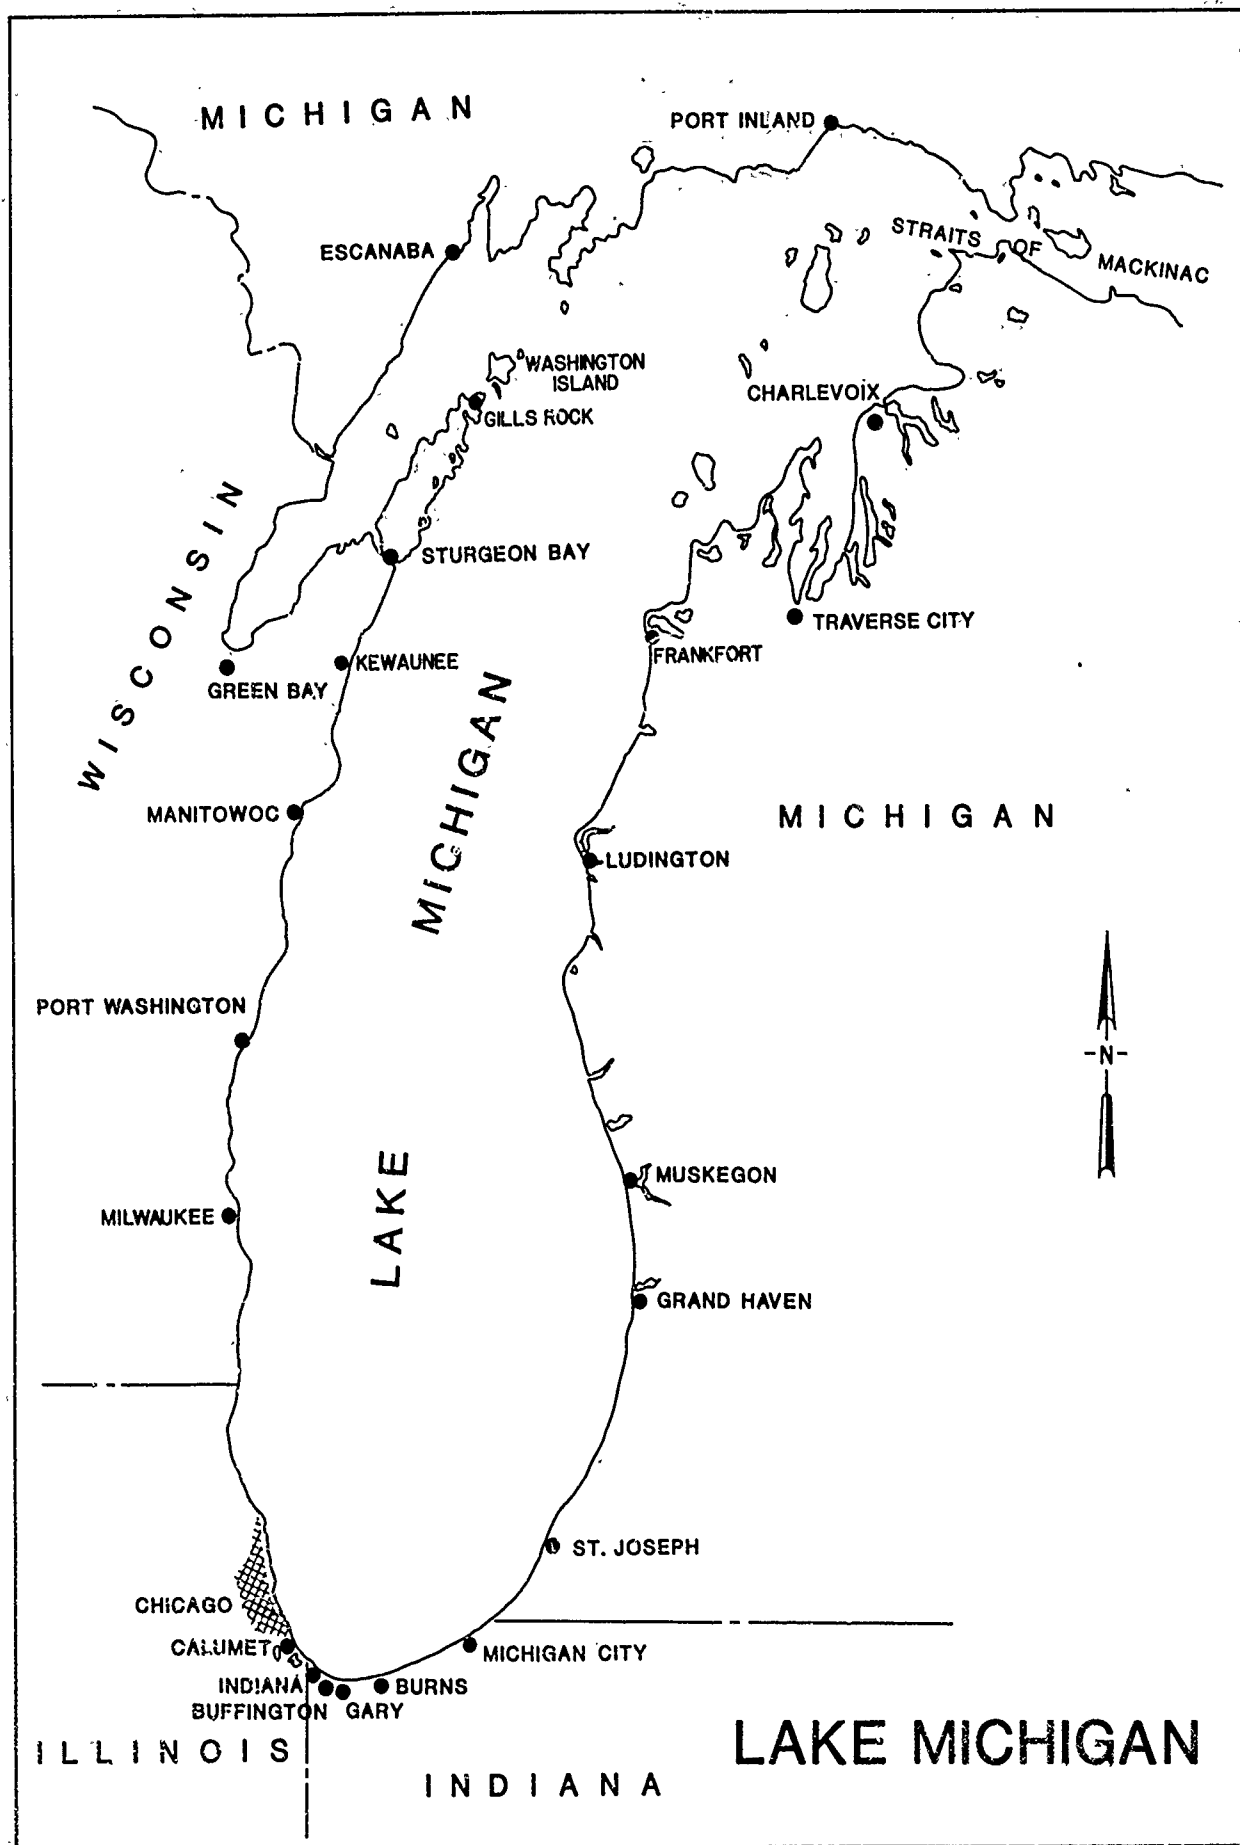 MICHIGAN
PORT INLAND
ESCANABA
STRAITS OF MACKINAC
WASHINGTON
ISLAND
GILLS ROCK
CHARLEVOIX
WISCONSIN
STURGEON BAY
TRAVERSE CITY
FRANKFORT
KEWAUNEE
GREEN BAY
MANITOWOC
MICHIGAN
LUDINGTON
LAKE MICHIGAN
PORT WASHINGTON
-N-
MUSKEGON
MILWAUKEE
GRAND HAVEN
ST. JOSEPH
CHICAGO
CALUMET
MICHIGAN CITY
INDIANA
BURNS
BUFFINGTON GARY
ILLINOIS
INDIANA
LAKE MICHIGAN